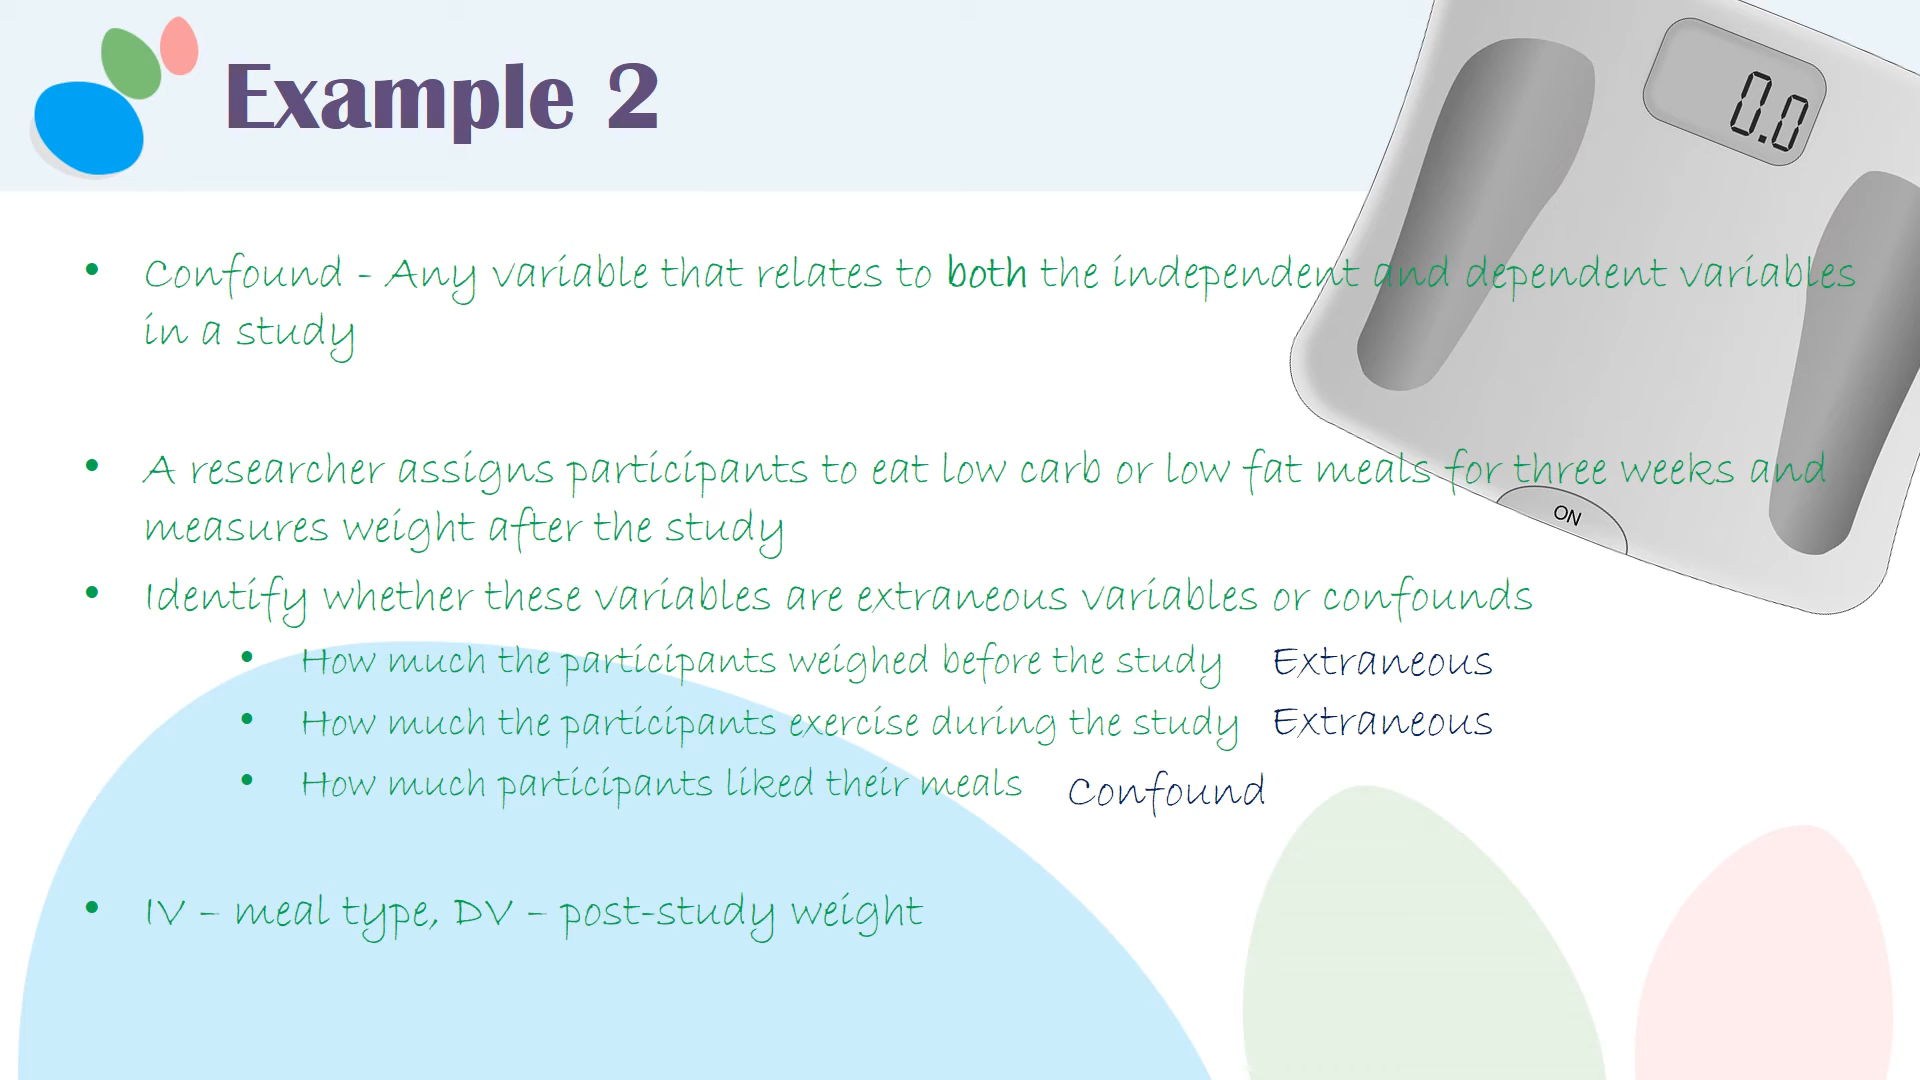 Example 2
0.0
• Confound - Any variable that relates to both the independent and dependent variables
in a study
• A researcher assigns participants to eat low carb or low fat meals for three weeks and
measures weight after the study
ON
• Identify whether these variables are extraneous variables or confounds
• How much the participants weighed before the study Extraneous
• How much the participants exercise during the study Extraneous
• How much participants liked their meals Confound
• IV – meal type, DV – post-study weight